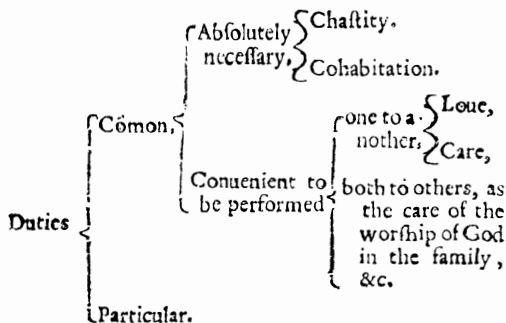 Chaſtity.
Abſolutely
neceſſary,
Cohabitation.
Cōmon,
one to a-
nother,
Loue,
Care,
Conuenient to
be performed
both to others, as
the care of the
worſhip of God
in the family,
&c.
Duties
Particular.